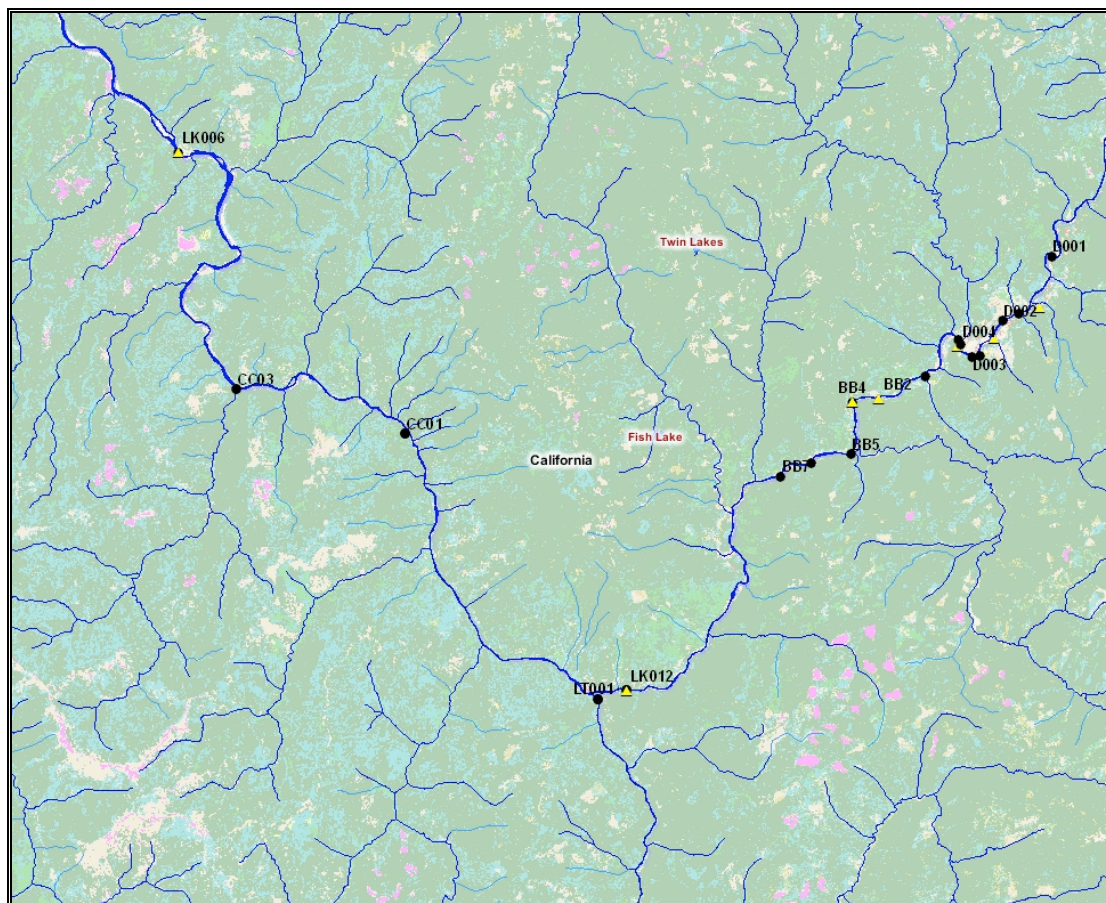 LK006
Twin Lakes
D001
D002
D004
D003
CC03
BB4
BB2
CC01
Fish Lake
California
BB5
BB7
LK012
LT001